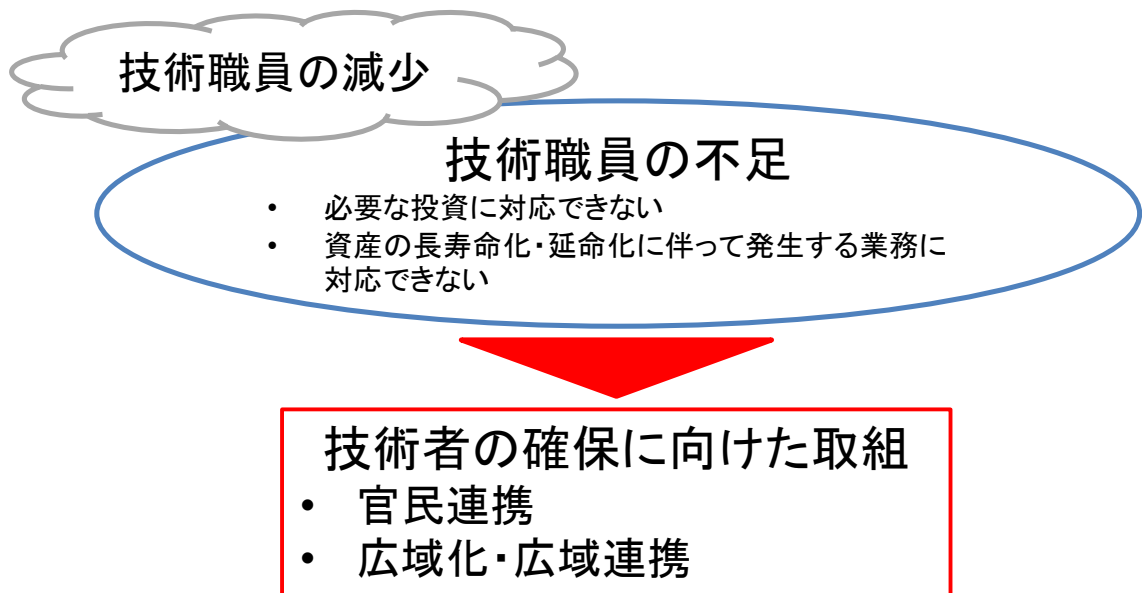 技術職員の減少
技術職員の不足
• 必要な投資に対応できない
• 資産の長寿命化・延命化に伴って発生する業務に
対応できない
技術者の確保に向けた取組
• 官民連携
• 広域化・広域連携